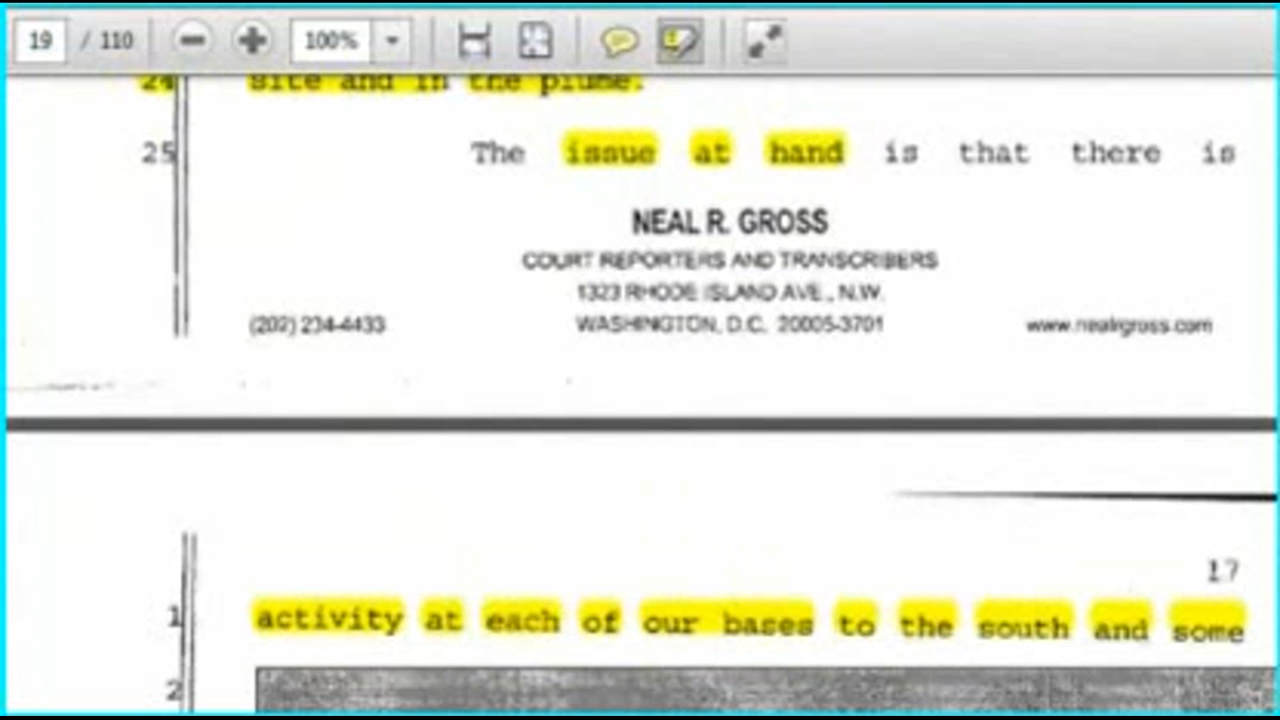 19 / 110 100%
24 site and in the plume.
25 The issue at hand is that there is
NEAL R. GROSS
COURT REPORTERS AND TRANSCRIBERS
1323 RHODE ISLAND AVE., N.W.
(202) 234-4433 WASHINGTON, D.C. 20005-3701 www.nealrgross.com
17
1 activity at each of our bases to the south and some
2